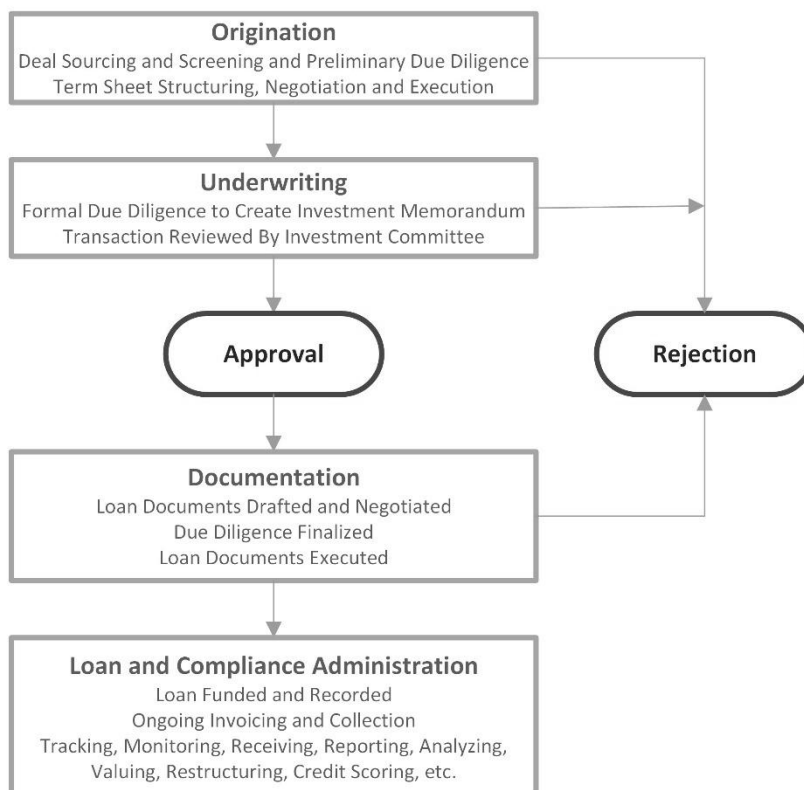 Origination
Deal Sourcing and Screening and Preliminary Due Diligence
Term Sheet Structuring, Negotiation and Execution
Underwriting
Formal Due Diligence to Create Investment Memorandum
Transaction Reviewed By Investment Committee
Approval
Rejection
Documentation
Loan Documents Drafted and Negotiated
Due Diligence Finalized
Loan Documents Executed
Loan and Compliance Administration
Loan Funded and Recorded
Ongoing Invoicing and Collection
Tracking, Monitoring, Receiving, Reporting, Analyzing,
Valuing, Restructuring, Credit Scoring, etc.